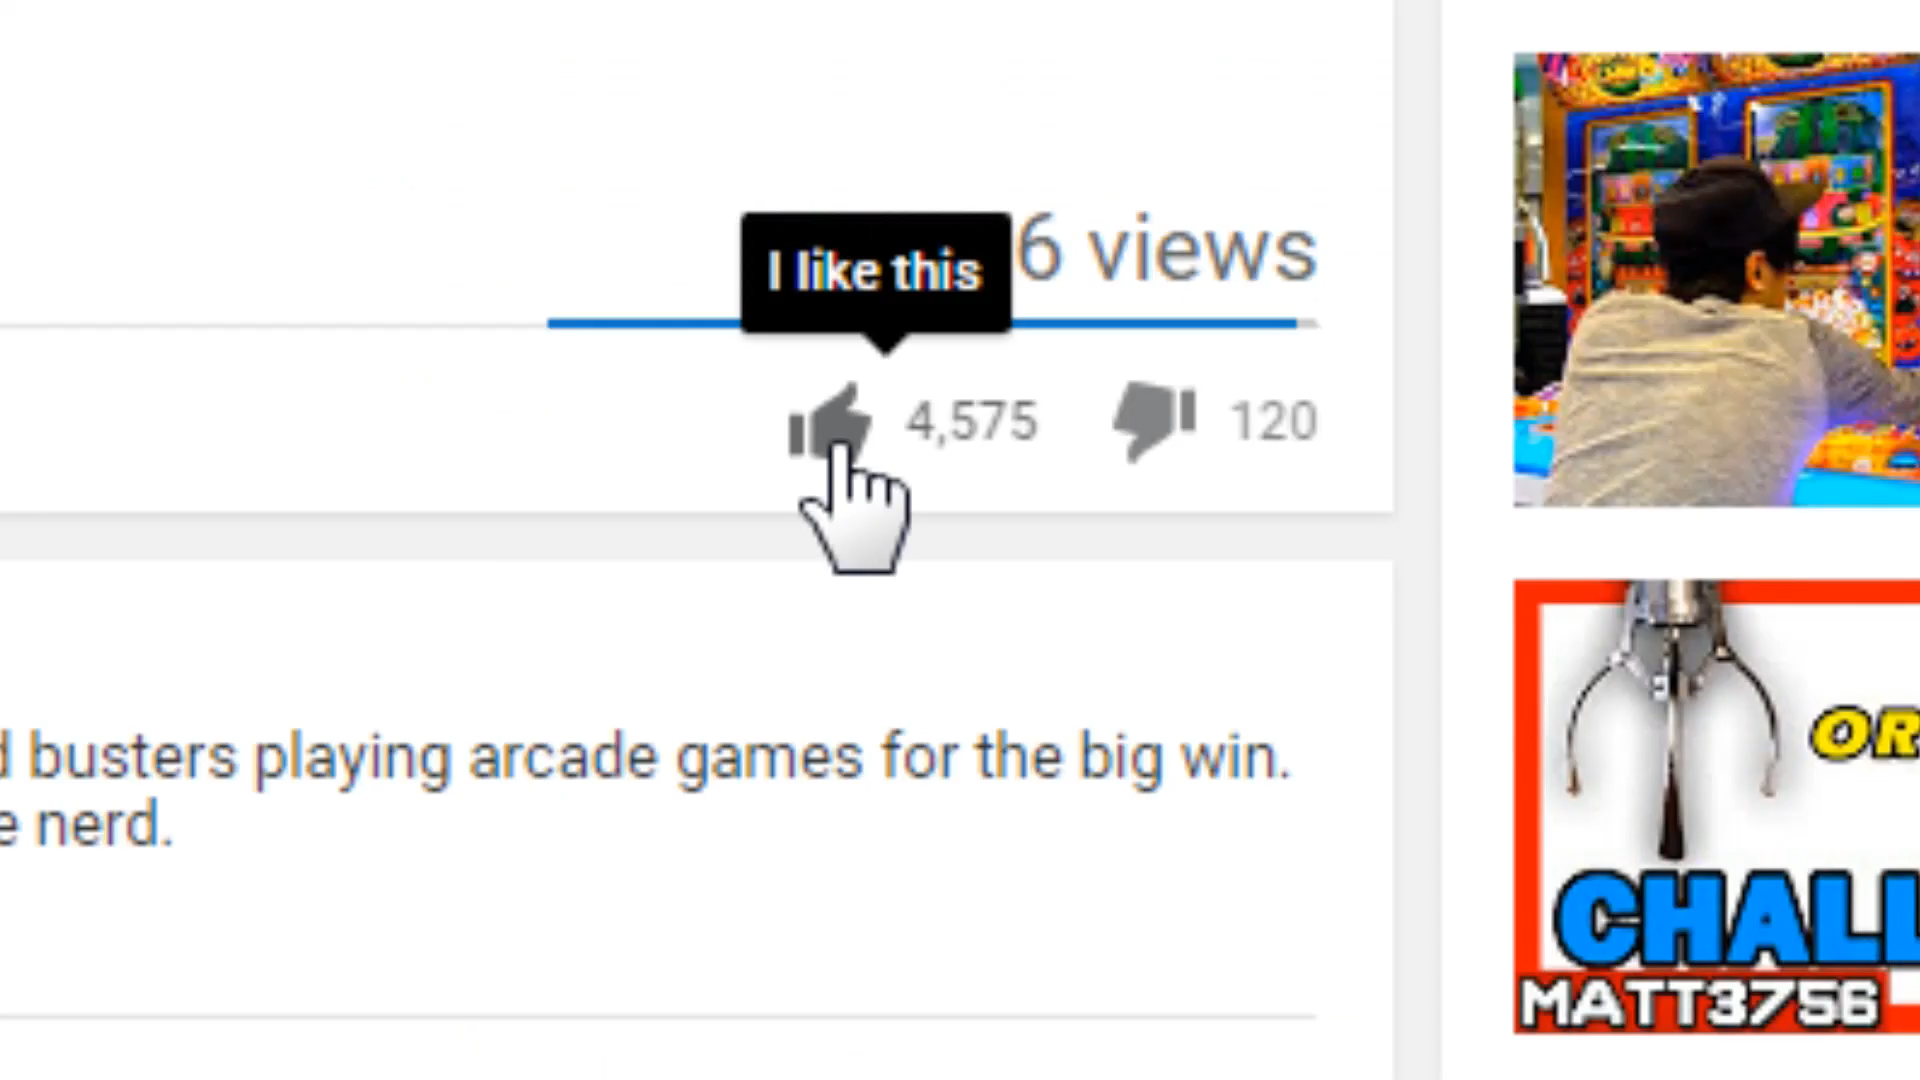 6 views
I like this
4,575
120
busters playing arcade games for the big win.
nerd.
OR
CHALL
MATT3756